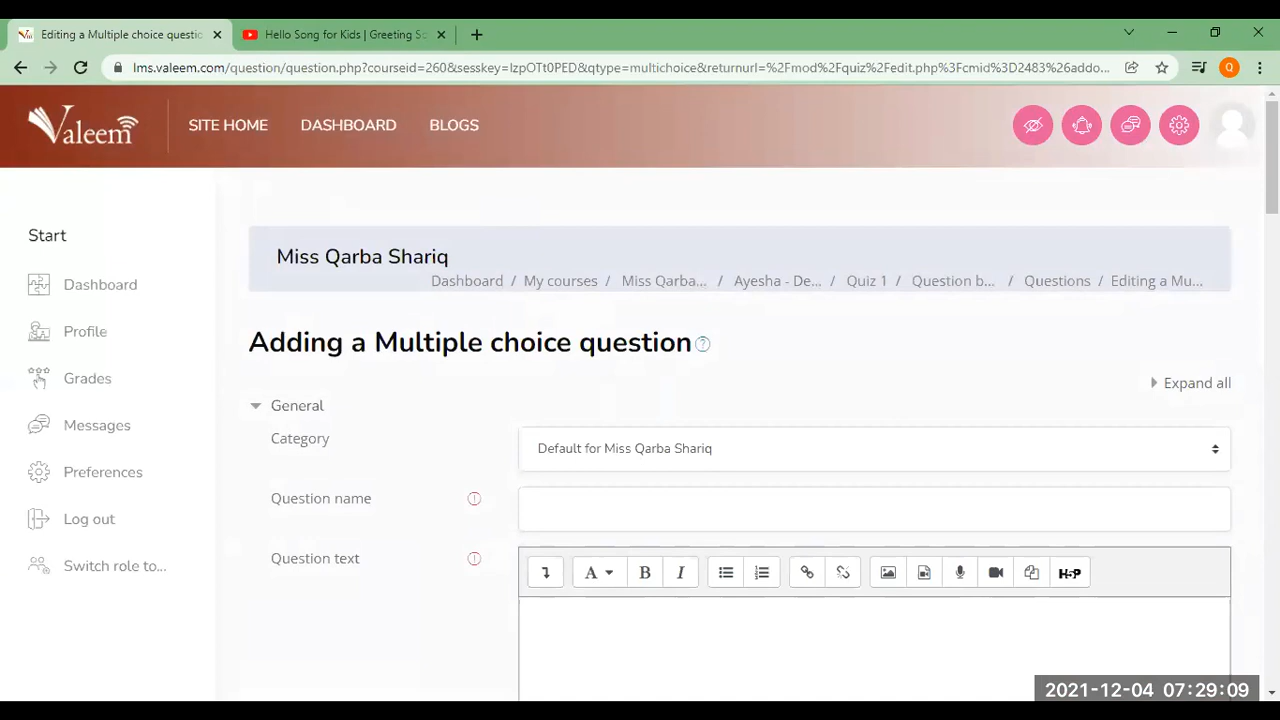 Editing a Multiple choice questi
Hello Song for Kids | Greeting So
lms.valeem.com/question/question.php?courseid=260&sesskey=IzpOTt0PED&qtype=multichoice&returnurl=%2Fmod%2Fquiz%2Fedit.php%3Fcmid%3D2483%26addo...
Q
Valeem
SITE HOME
DASHBOARD
BLOGS
Start
Dashboard
Profile
Grades
Messages
Preferences
Log out
Switch role to...
Miss Qarba Shariq
Dashboard / My courses / Miss Qarba... / Ayesha - De... / Quiz 1 / Question b... / Questions / Editing a Mu...
Adding a Multiple choice question
Expand all
General
Category
Default for Miss Qarba Shariq
Question name
Question text
A
B
I
H-P
2021-12-04 07:29:09